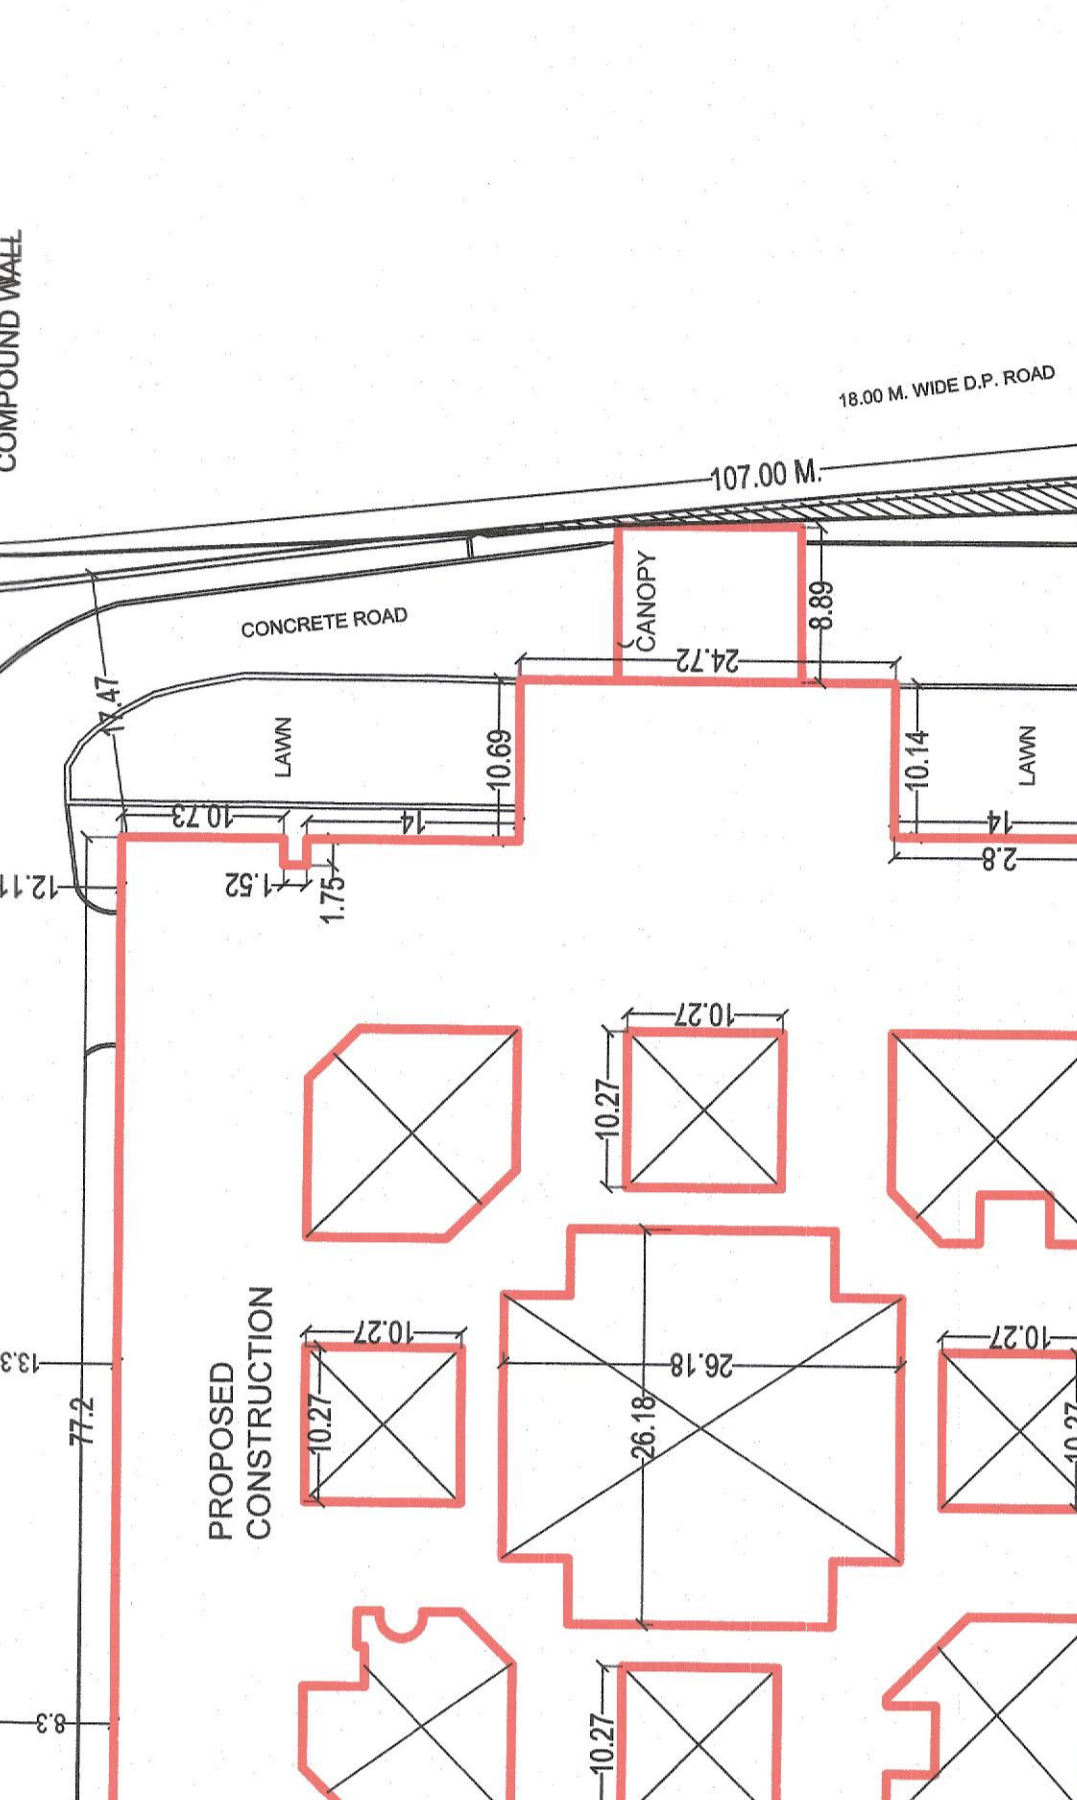 COMPOUND WALL
18.00 M. WIDE D.P. ROAD
107.00 M.
CANOPY
8.89
CONCRETE ROAD
24.72
17.47
LAWN
10.69
10.14
LAWN
10.73
14
14
2.8
12.11
1.52
1.75
10.27
10.27
10.27
10.27
13.3
77.2
10.27
10.27
PROPOSED
CONSTRUCTION
26.18
26.18
8.3
10.27